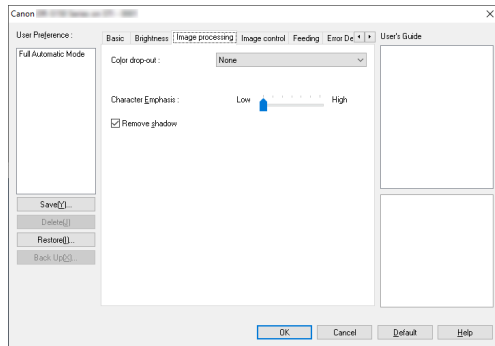 Canon
User Preference :
Full Automatic Mode
Save(Y)...
Delete(J)
Restore(I)...
Back Up(X)...
Basic Brightness Image processing Image control Feeding Error De
Color drop-out : None
Character Emphasis : Low High
Remove shadow
User's Guide
OK Cancel Default Help